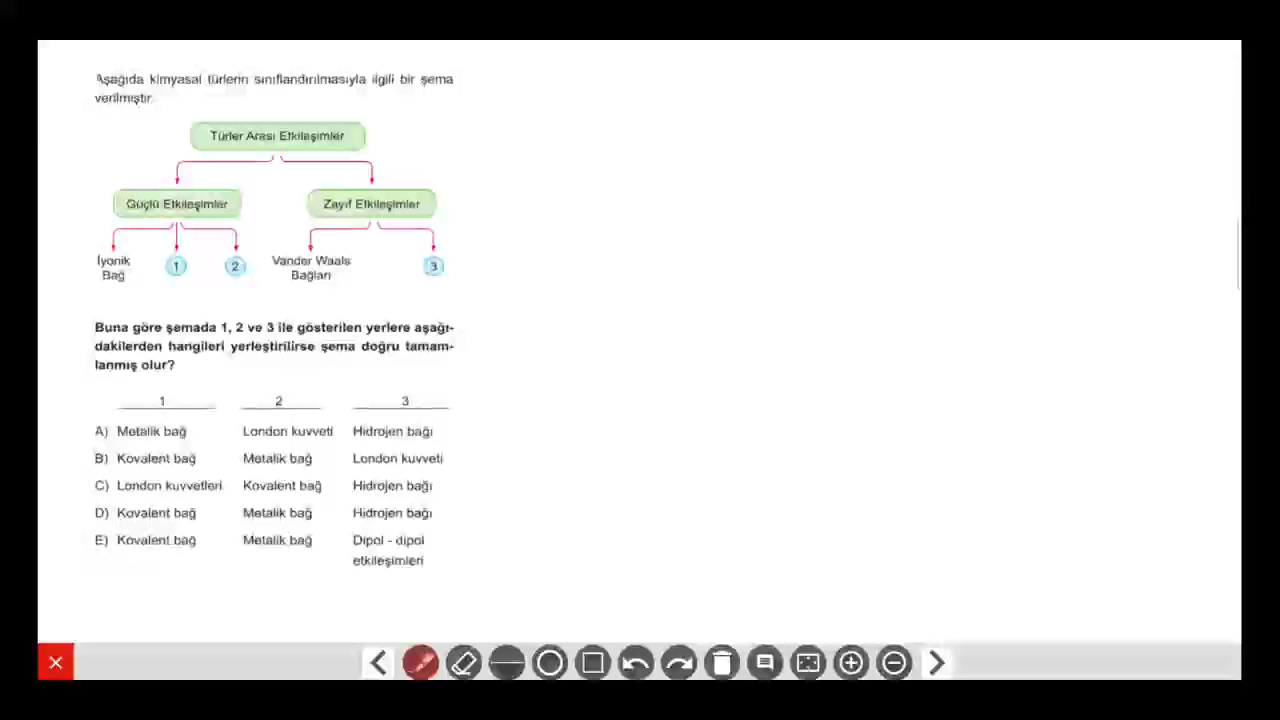 Aşağıda kimyasal türlerin sınıflandırılmasıyla ilgili bir şema
verilmiştir.
Türler Arası Etkileşimler
Güçlü Etkileşimler Zayıf Etkileşimler
İyonik
Bağ
1
2
Vander Waals
Bağları
3
Buna göre şemada 1, 2 ve 3 ile gösterilen yerlere aşağı-
dakilerden hangileri yerleştirilirse şema doğru tamam-
lanmış olur?
1 2 3
A) Metalik bağ London kuvveti Hidrojen bağı
B) Kovalent bağ Metalik bağ London kuvveti
C) London kuvvetleri Kovalent bağ Hidrojen bağı
D) Kovalent bağ Metalik bağ Hidrojen bağı
E) Kovalent bağ Metalik bağ Dipol - dipol
etkileşimleri